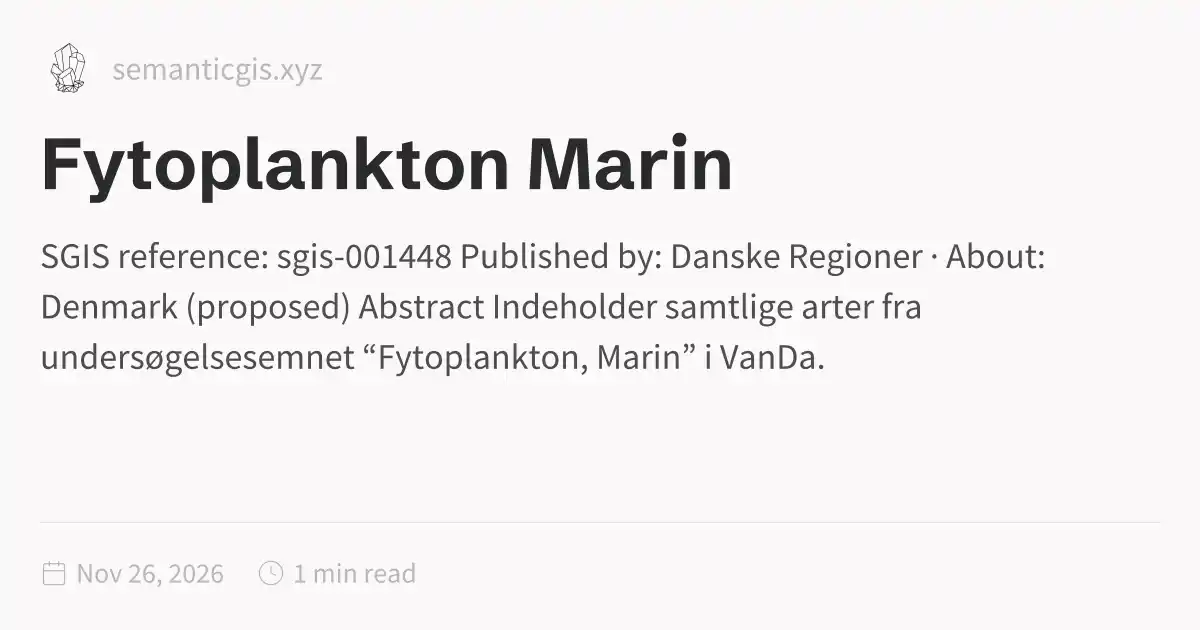 semanticgis.xyz
Fytoplankton Marin
SGIS reference: sgis-001448 Published by: Danske Regioner · About:
Denmark (proposed) Abstract Indeholder samtlige arter fra
undersøgelsesemnet “Fytoplankton, Marin” i VanDa.
Nov 26, 2026 1 min read